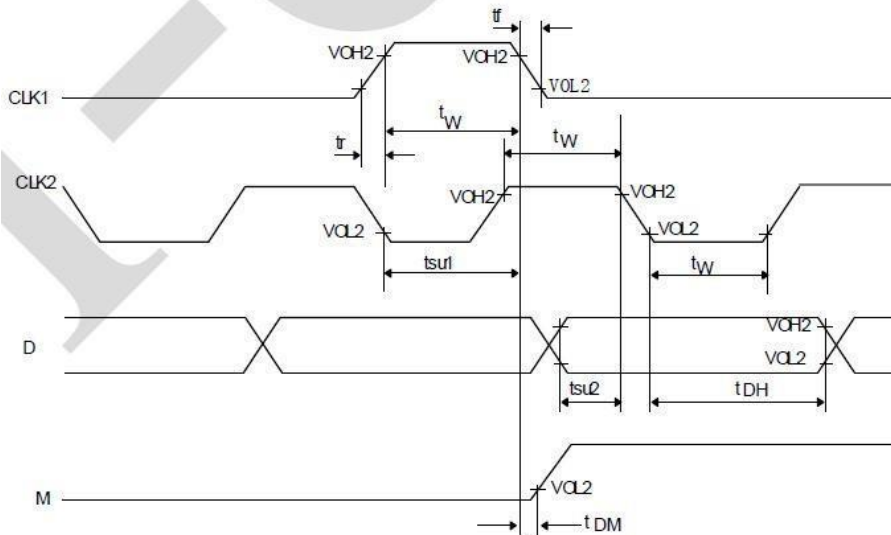 tf
VOH2
VOH2
VOL2
CLK1
tW
tW
tr
CLK2
VOH2
VOH2
VOL2
VOL2
tsu1
tW
D
VOH2
VOL2
tsu2
tDH
M
VOL2
tDM